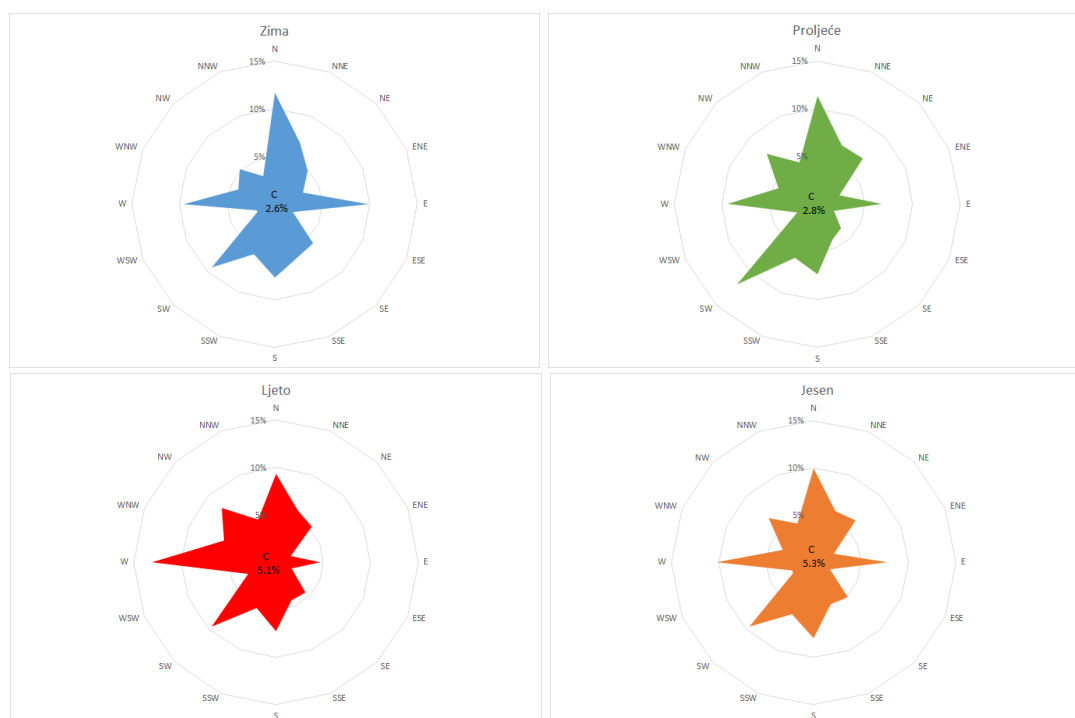 Zima
N
NNW 15% NNE
NW NE
10%
WNW 5% ENE
C
W 2.6% E
WSW ESE
SW SE
SSW SSE
S
Proljeće
N
NNW 15% NNE
NW NE
10%
WNW 5% ENE
C
W 2.8% E
WSW ESE
SW SE
SSW SSE
S
Ljeto
N
NNW 15% NNE
NW NE
10%
WNW 5% ENE
C
W 5.1% E
WSW ESE
SW SE
SSW SSE
S
Jesen
N
NNW 15% NNE
NW NE
10%
WNW 5% ENE
C
W 5.3% E
WSW ESE
SW SE
SSW SSE
S